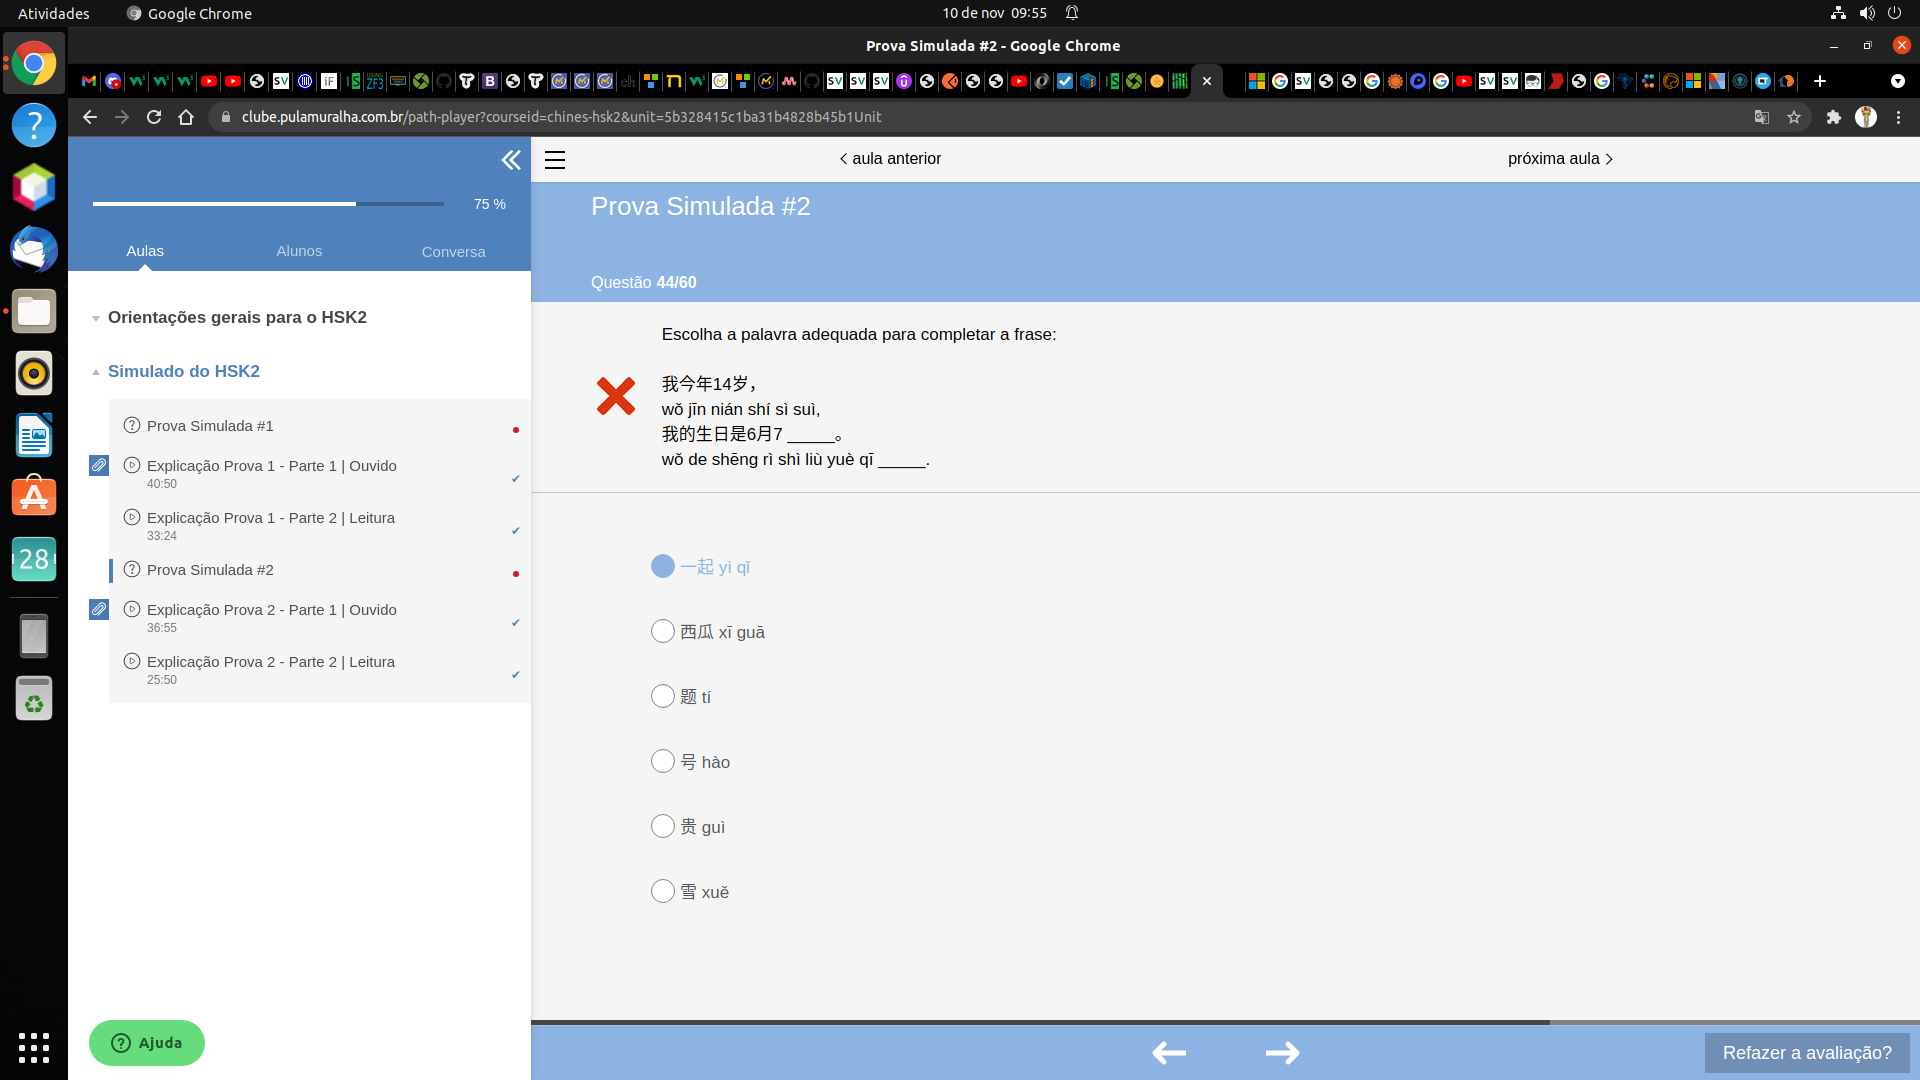 Atividades
Google Chrome
10 de nov 09:55
Prova Simulada #2 - Google Chrome
clube.pulamuralha.com.br/path-player?courseid=chines-hsk2&unit=5b328415c1ba31b4828b45b1Unit
75 %
Aulas
Alunos
Conversa
Orientações gerais para o HSK2
Simulado do HSK2
Prova Simulada #1
Explicação Prova 1 - Parte 1 | Ouvido
40:50
Explicação Prova 1 - Parte 2 | Leitura
33:24
Prova Simulada #2
Explicação Prova 2 - Parte 1 | Ouvido
36:55
Explicação Prova 2 - Parte 2 | Leitura
25:50
Ajuda
28
aula anterior
próxima aula
Prova Simulada #2
Questão 44/60
Escolha a palavra adequada para completar a frase:
我今年14岁，
wǒ jīn nián shí sì suì,
我的生日是6月7 _____。
wǒ de shēng rì shì liù yuè qī _____.
一起 yì qǐ
西瓜 xī guā
题 tí
号 hào
贵 guì
雪 xuě
Refazer a avaliação?